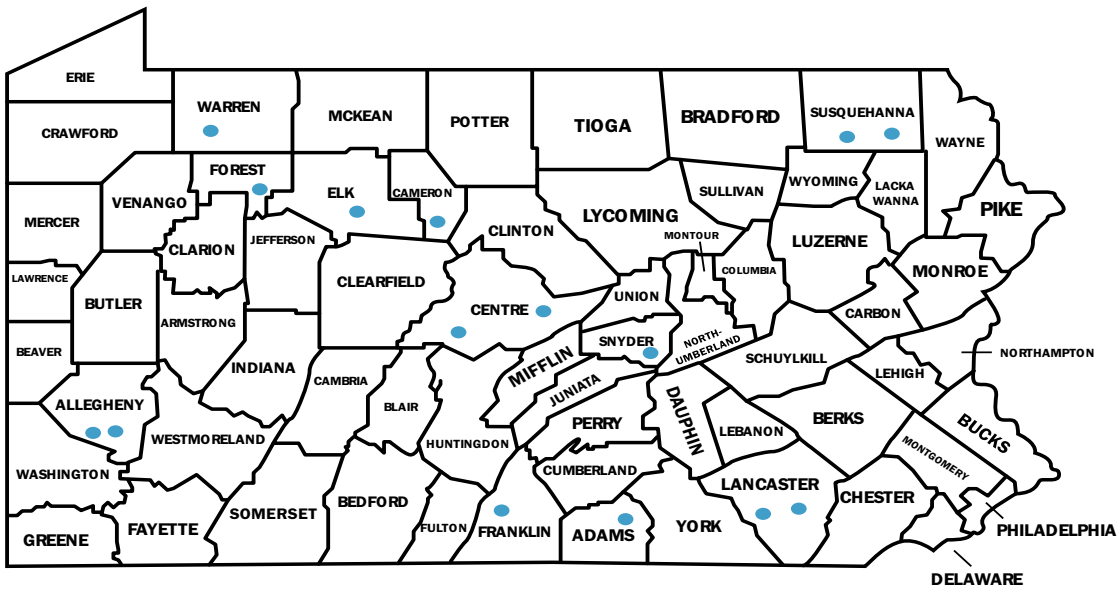 ERIE
WARREN
MCKEAN
POTTER
TIOGA
BRADFORD
SUSQUEHANNA
CRAWFORD
WAYNE
FOREST
ELK
CAMERON
SULLIVAN
WYOMING
LACKA
WANNA
VENANGO
PIKE
MERCER
LYCOMING
CLINTON
MONTOUR
JEFFERSON
CLARION
LUZERNE
COLUMBIA
MONROE
LAWRENCE
CLEARFIELD
BUTLER
UNION
CENTRE
CARBON
ARMSTRONG
BEAVER
SNYDER
NORTH-
UMBERLAND
SCHUYLKILL
NORTHAMPTON
INDIANA
MIFFLIN
LEHIGH
CAMBRIA
JUNIATA
ALLEGHENY
BLAIR
PERRY
DAUPHIN
LEBANON
BERKS
BUCKS
WESTMORELAND
HUNTINGDON
MONTGOMERY
WASHINGTON
CUMBERLAND
LANCASTER
CHESTER
BEDFORD
SOMERSET
FAYETTE
FULTON
FRANKLIN
ADAMS
YORK
GREENE
PHILADELPHIA
DELAWARE